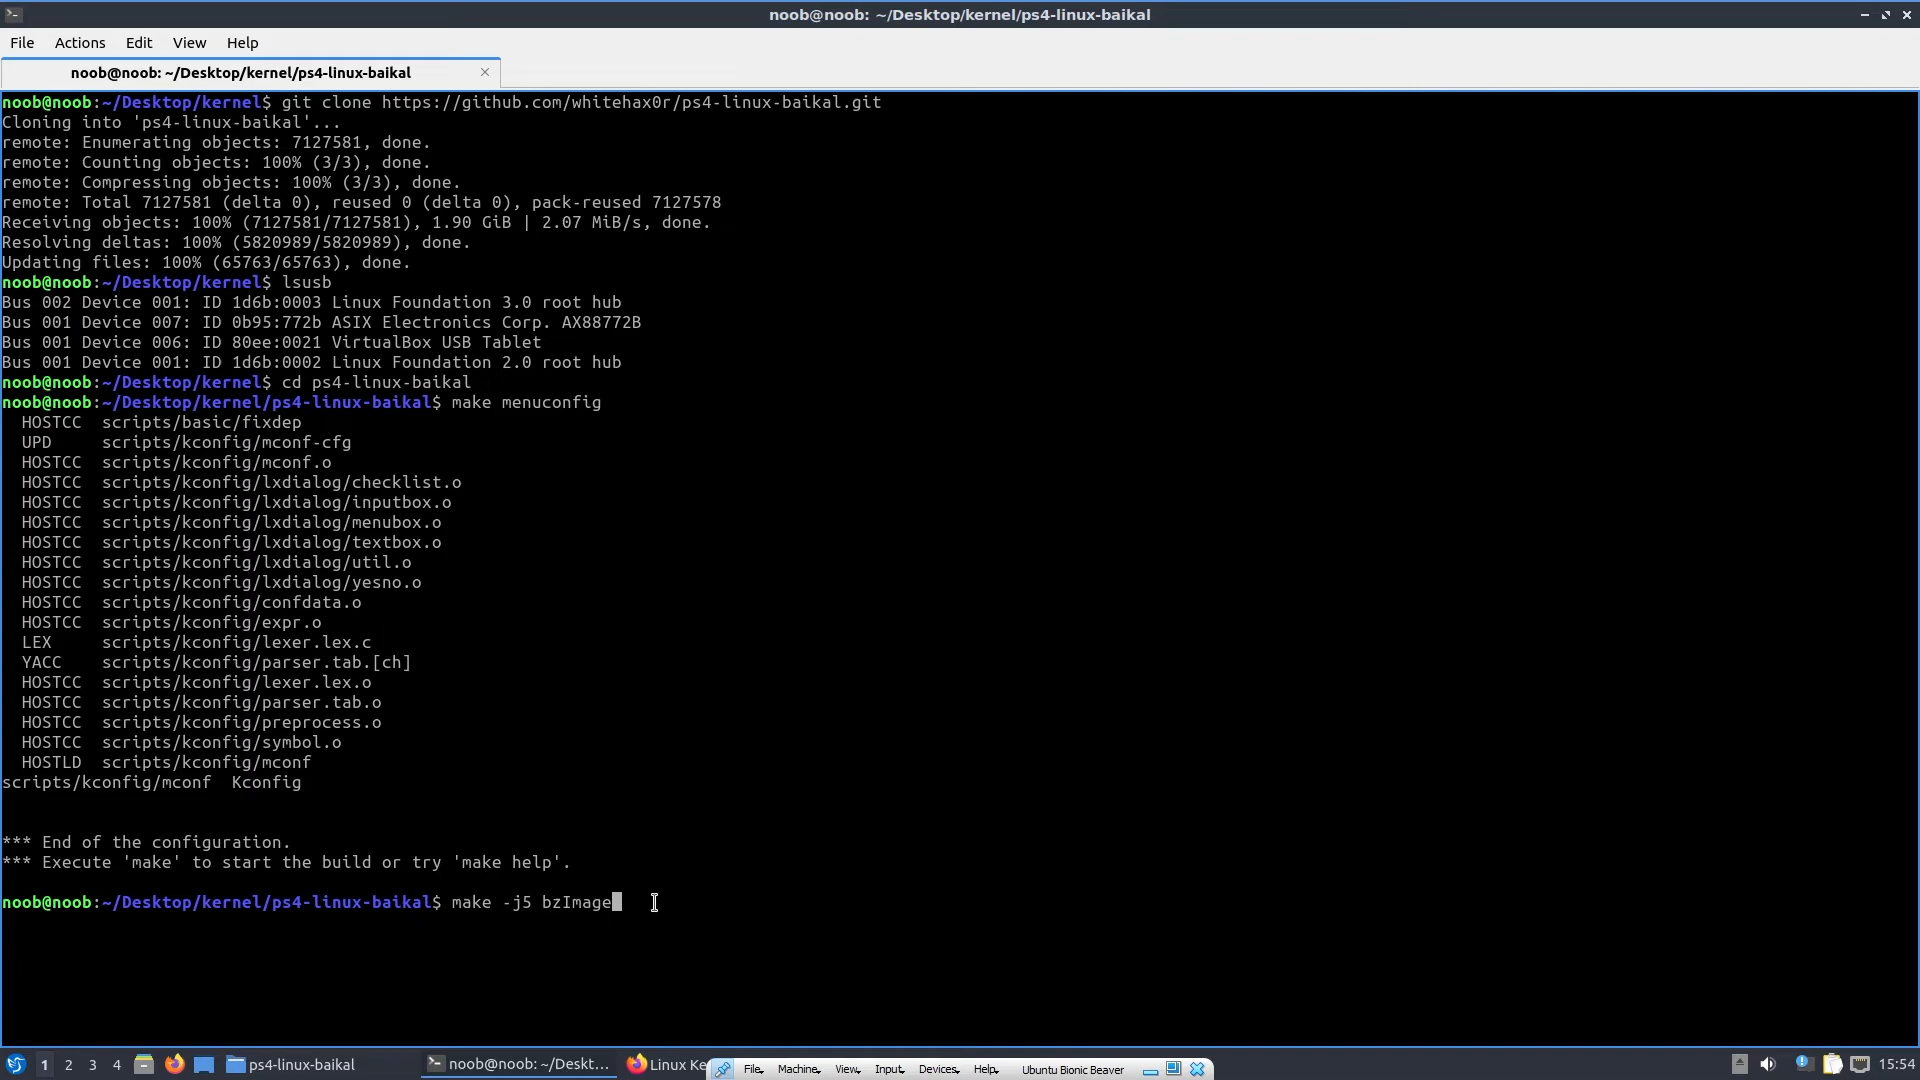 noob@noob: ~/Desktop/kernel/ps4-linux-baikal
File Actions Edit View Help
noob@noob: ~/Desktop/kernel/ps4-linux-baikal
noob@noob:~/Desktop/kernel$ git clone https://github.com/whitehax0r/ps4-linux-baikal.git
Cloning into 'ps4-linux-baikal'...
remote: Enumerating objects: 7127581, done.
remote: Counting objects: 100% (3/3), done.
remote: Compressing objects: 100% (3/3), done.
remote: Total 7127581 (delta 0), reused 0 (delta 0), pack-reused 7127578
Receiving objects: 100% (7127581/7127581), 1.90 GiB | 2.07 MiB/s, done.
Resolving deltas: 100% (5820989/5820989), done.
Updating files: 100% (65763/65763), done.
noob@noob:~/Desktop/kernel$ lsusb
Bus 002 Device 001: ID 1d6b:0003 Linux Foundation 3.0 root hub
Bus 001 Device 007: ID 0b95:772b ASIX Electronics Corp. AX88772B
Bus 001 Device 006: ID 80ee:0021 VirtualBox USB Tablet
Bus 001 Device 001: ID 1d6b:0002 Linux Foundation 2.0 root hub
noob@noob:~/Desktop/kernel$ cd ps4-linux-baikal
noob@noob:~/Desktop/kernel/ps4-linux-baikal$ make menuconfig
HOSTCC scripts/basic/fixdep
UPD scripts/kconfig/mconf-cfg
HOSTCC scripts/kconfig/mconf.o
HOSTCC scripts/kconfig/lxdialog/checklist.o
HOSTCC scripts/kconfig/lxdialog/inputbox.o
HOSTCC scripts/kconfig/lxdialog/menubox.o
HOSTCC scripts/kconfig/lxdialog/textbox.o
HOSTCC scripts/kconfig/lxdialog/util.o
HOSTCC scripts/kconfig/lxdialog/yesno.o
HOSTCC scripts/kconfig/confdata.o
HOSTCC scripts/kconfig/expr.o
LEX scripts/kconfig/lexer.lex.c
YACC scripts/kconfig/parser.tab.[ch]
HOSTCC scripts/kconfig/lexer.lex.o
HOSTCC scripts/kconfig/parser.tab.o
HOSTCC scripts/kconfig/preprocess.o
HOSTCC scripts/kconfig/symbol.o
HOSTLD scripts/kconfig/mconf
scripts/kconfig/mconf Kconfig
*** End of the configuration.
*** Execute 'make' to start the build or try 'make help'.
noob@noob:~/Desktop/kernel/ps4-linux-baikal$ make -j5 bzImage
1 2 3 4 ps4-linux-baikal noob@noob: ~/Deskt... Linux Ke File Machine View Input Devices Help Ubuntu Bionic Beaver 15:54